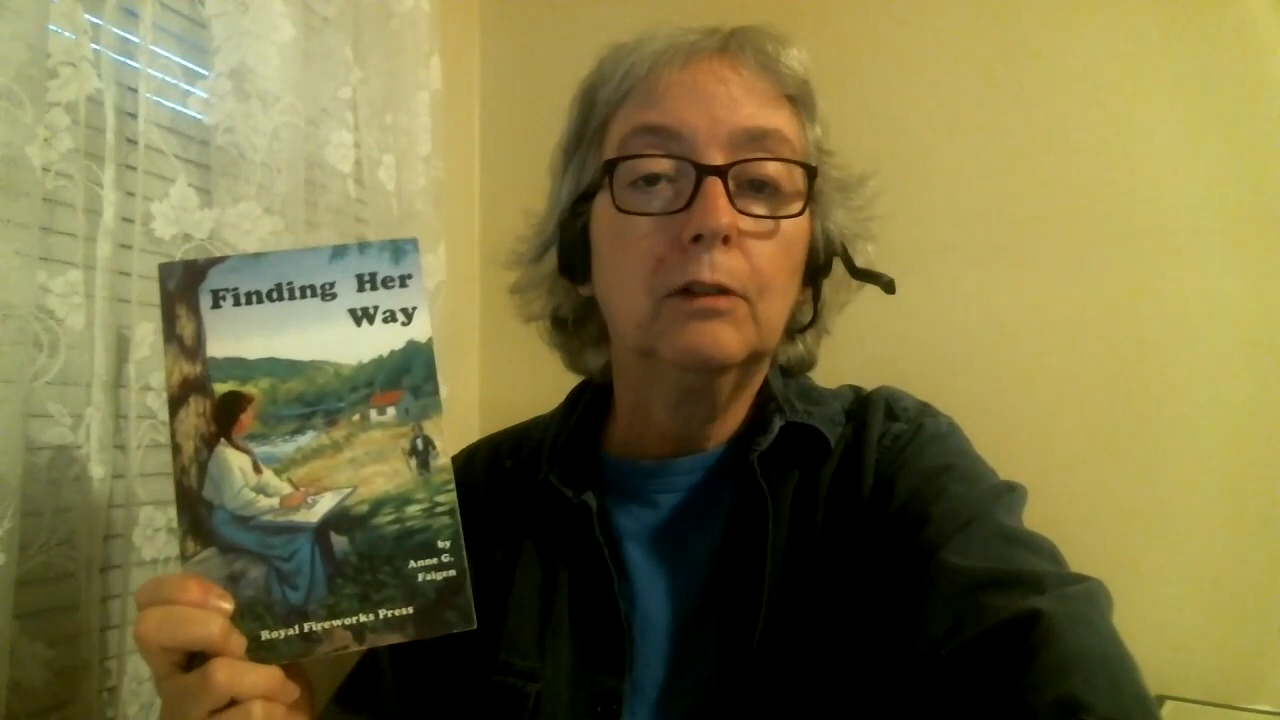 Finding Her
Way
by
Anne G.
Faigen
Royal Fireworks Press